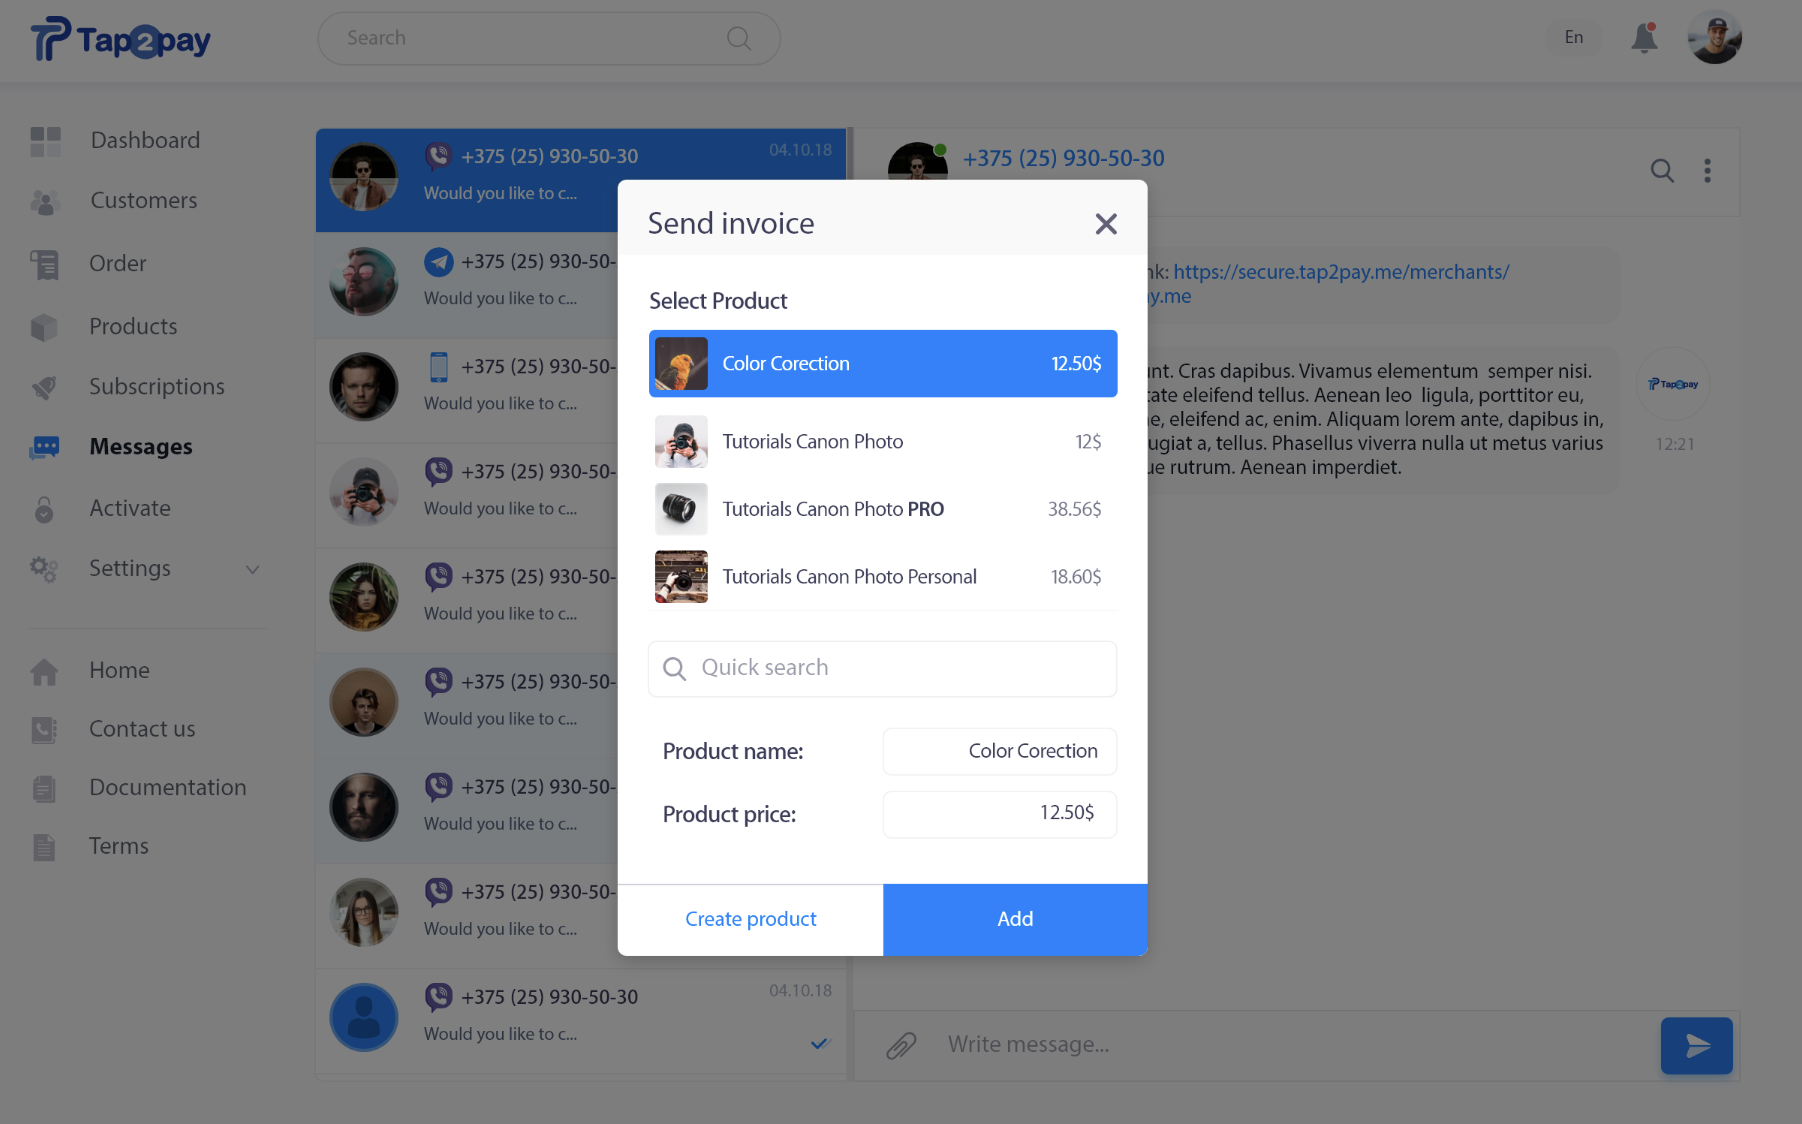 Tap2pay
Search
En
Dashboard
Customers
Order
Products
Subscriptions
Messages
Activate
Settings
Home
Contact us
Documentation
Terms
+375 (25) 930-50-30
04.10.18
Would you like to c...
+375 (25) 930-50-
Would you like to c...
+375 (25) 930-50-
Would you like to c...
+375 (25) 930-50-
Would you like to c...
+375 (25) 930-50-
Would you like to c...
+375 (25) 930-50-
Would you like to c...
+375 (25) 930-50-
Would you like to c...
+375 (25) 930-50-
Would you like to c...
+375 (25) 930-50-30
04.10.18
Would you like to c...
+375 (25) 930-50-30
nk: https://secure.tap2pay.me/merchants/
ay.me
unt. Cras dapibus. Vivamus elementum semper nisi.
tate eleifend tellus. Aenean leo ligula, porttitor eu,
e, eleifend ac, enim. Aliquam lorem ante, dapibus in,
ugiat a, tellus. Phasellus viverra nulla ut metus varius
ue rutrum. Aenean imperdiet.
Tap2pay
12:21
Write message...
Send invoice
Select Product
Color Corection 12.50$
Tutorials Canon Photo 12$
Tutorials Canon Photo PRO 38.56$
Tutorials Canon Photo Personal 18.60$
Quick search
Product name: Color Corection
Product price: 12.50$
Create product
Add